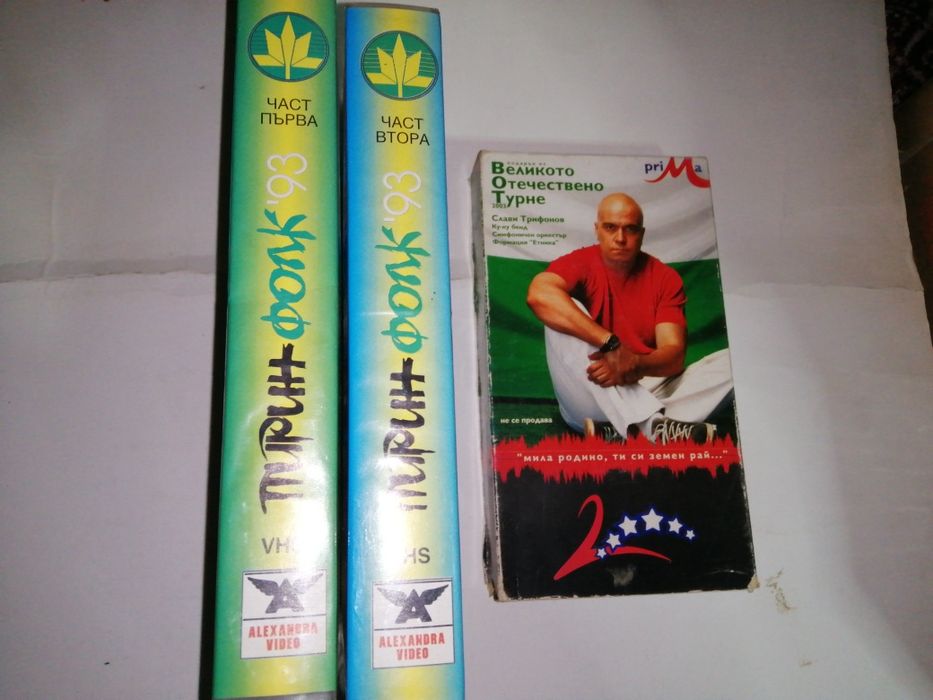 ЧАСТ
ПЪРВА
ПИРИН
ФОЛК '93
VHS
ALEXANDRA
VIDEO
ЧАСТ
ВТОРА
ПИРИН
ФОЛК '93
HS
ALEXANDRA
VIDEO
Великото
Отечествено
Турне
2003
Слави Трифонов
Ку-ку бенд
Симфоничен оркестър
Формация "Етника"
priMa
не се продава
"мила родино, ти си земен рай..."